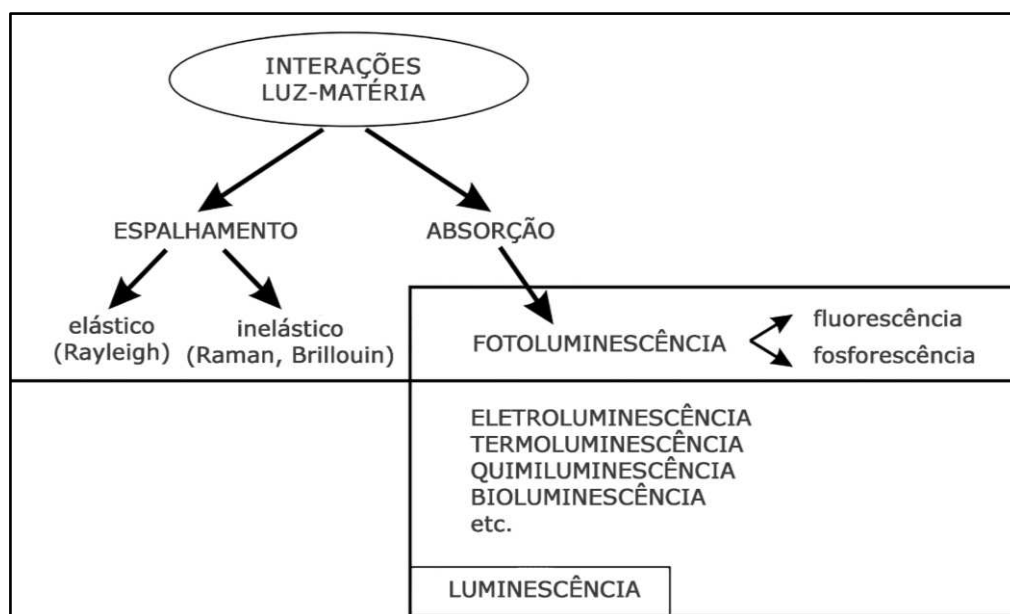 INTERAÇÕES
LUZ-MATÉRIA
ESPALHAMENTO
ABSORÇÃO
elástico
(Rayleigh)
inelástico
(Raman, Brillouin)
FOTOLUMINESCÊNCIA
fluorescência
fosforescência
ELETROLUMINESCÊNCIA
TERMOLUMINESCÊNCIA
QUIMILUMINESCÊNCIA
BIOLUMINESCÊNCIA
etc.
LUMINESCÊNCIA